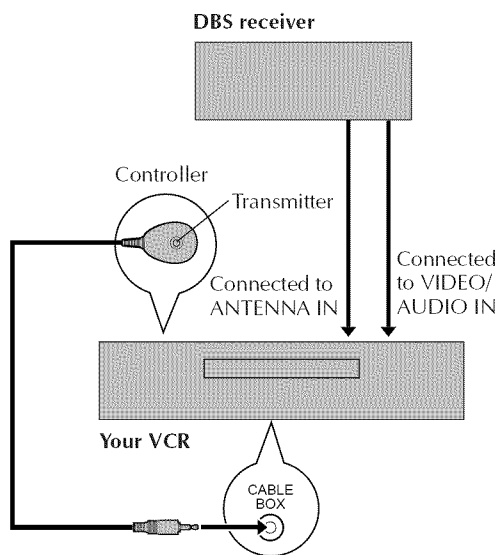 DBS receiver
Controller
Transmitter
Connected to
ANTENNA IN
Connected
to VIDEO/
AUDIO IN
Your VCR
CABLE
BOX